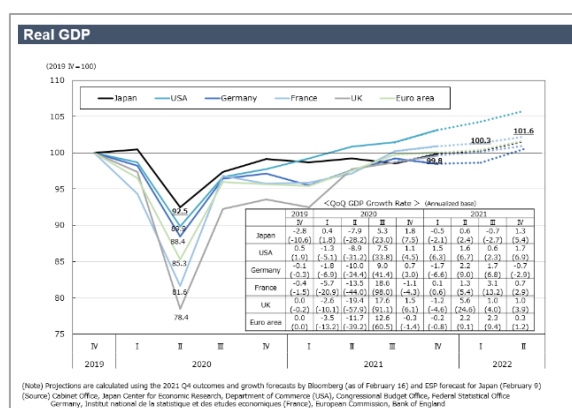 Real GDP
(2019 Ⅳ=100)
110
Japan USA Germany France UK Euro area
105
100
95
90
85
80
75
92.5
89.9
88.4
85.3
81.6
78.4
99.8
100.3
101.6
<QoQ GDP Growth Rate > (Annualized base)
2019 2020 2021
Ⅳ Ⅰ Ⅱ Ⅲ Ⅳ Ⅰ Ⅱ Ⅲ Ⅳ
Japan -2.8 0.4 -7.9 5.3 1.8 -0.5 0.6 -0.7 1.3
(-10.6) (1.8) (-28.2) (23.0) (7.5) (-2.1) (2.4) (-2.7) (5.4)
USA 0.5 -1.3 -8.9 7.5 1.1 1.5 1.6 0.6 1.7
(1.9) (-5.1) (-31.2) (33.8) (4.5) (6.3) (6.7) (2.3) (6.9)
Germany -0.1 -1.8 -10.0 9.0 0.7 -1.7 2.2 1.7 -0.7
(-0.3) (-6.9) (-34.4) (41.4) (3.0) (-6.6) (9.0) (6.8) (-2.9)
France -0.4 -5.7 -13.5 18.6 -1.1 0.1 1.3 3.1 0.7
(-1.5) (-20.9) (-44.0) (98.0) (-4.3) (0.6) (5.4) (13.2) (2.9)
UK 0.0 -2.6 -19.4 17.6 1.5 -1.2 5.6 1.0 1.0
(-0.2) (-10.1) (-57.9) (91.1) (6.1) (-4.6) (24.6) (4.0) (3.9)
Euro area 0.0 -3.5 -11.7 12.6 -0.3 -0.2 2.2 2.3 0.3
(0.0) (-13.2) (-39.2) (60.5) (-1.4) (-0.8) (9.1) (9.4) (1.2)
Ⅳ Ⅰ Ⅱ Ⅲ Ⅳ Ⅰ Ⅱ Ⅲ Ⅳ Ⅰ Ⅱ
2019 2020 2021 2022
(Note) Projections are calculated using the 2021 Q4 outcomes and growth forecasts by Bloomberg (as of February 16) and ESP forecast for Japan (February 9)
(Source) Cabinet Office, Japan Center for Economic Research, Department of Commerce (USA), Congressional Budget Office, Federal Statistical Office
Germany, Institut national de la statistique et des etudes economiques (France), European Commission, Bank of England